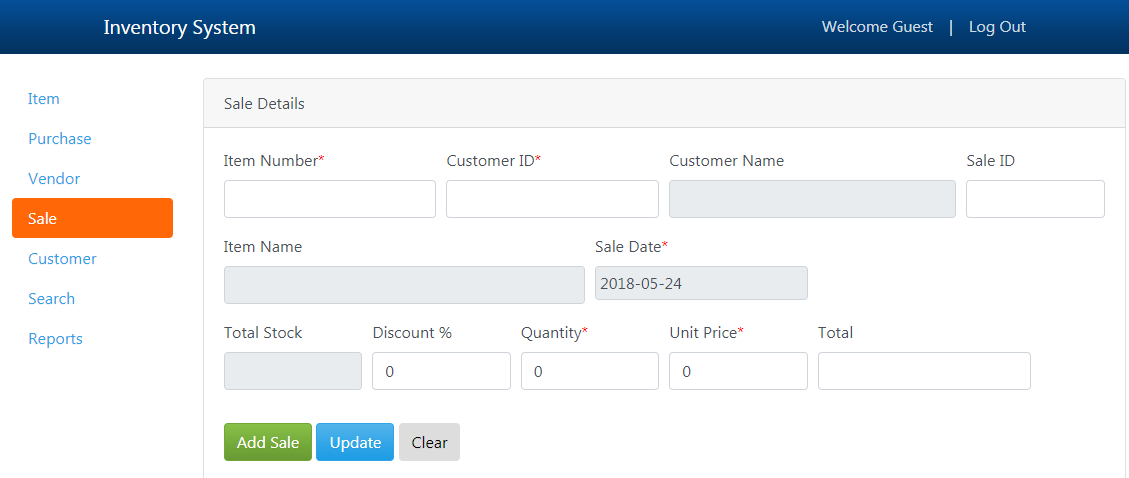 Inventory System
Welcome Guest | Log Out
Item
Purchase
Vendor
Sale
Customer
Search
Reports
Sale Details
Item Number* Customer ID* Customer Name Sale ID
Item Name Sale Date*
2018-05-24
Total Stock Discount % Quantity* Unit Price* Total
0 0 0
Add Sale Update Clear